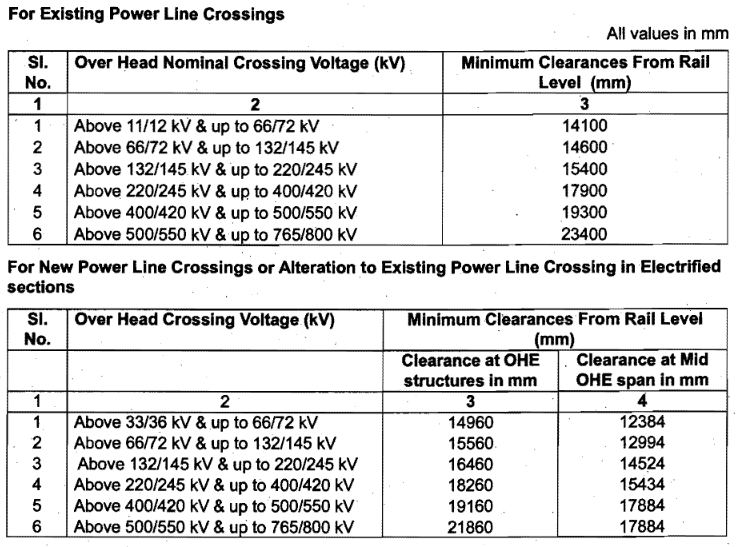 For Existing Power Line Crossings
All values in mm
Sl. No. Over Head Nominal Crossing Voltage (kV) Minimum Clearances From Rail Level (mm)
1 2 3
1 Above 11/12 kV & up to 66/72 kV 14100
2 Above 66/72 kV & up to 132/145 kV 14600
3 Above 132/145 kV & up to 220/245 kV 15400
4 Above 220/245 kV & up to 400/420 kV 17900
5 Above 400/420 kV & up to 500/550 kV 19300
6 Above 500/550 kV & up to 765/800 kV 23400
For New Power Line Crossings or Alteration to Existing Power Line Crossing in Electrified
sections
Sl. No. Over Head Crossing Voltage (kV) Minimum Clearances From Rail Level (mm)
Clearance at OHE structures in mm Clearance at Mid OHE span in mm
1 2 3 4
1 Above 33/36 kV & up to 66/72 kV 14960 12384
2 Above 66/72 kV & up to 132/145 kV 15560 12994
3 Above 132/145 kV & up to 220/245 kV 16460 14524
4 Above 220/245 kV & up to 400/420 kV 18260 15434
5 Above 400/420 kV & up to 500/550 kV 19160 17884
6 Above 500/550 kV & up to 765/800 kV 21860 17884